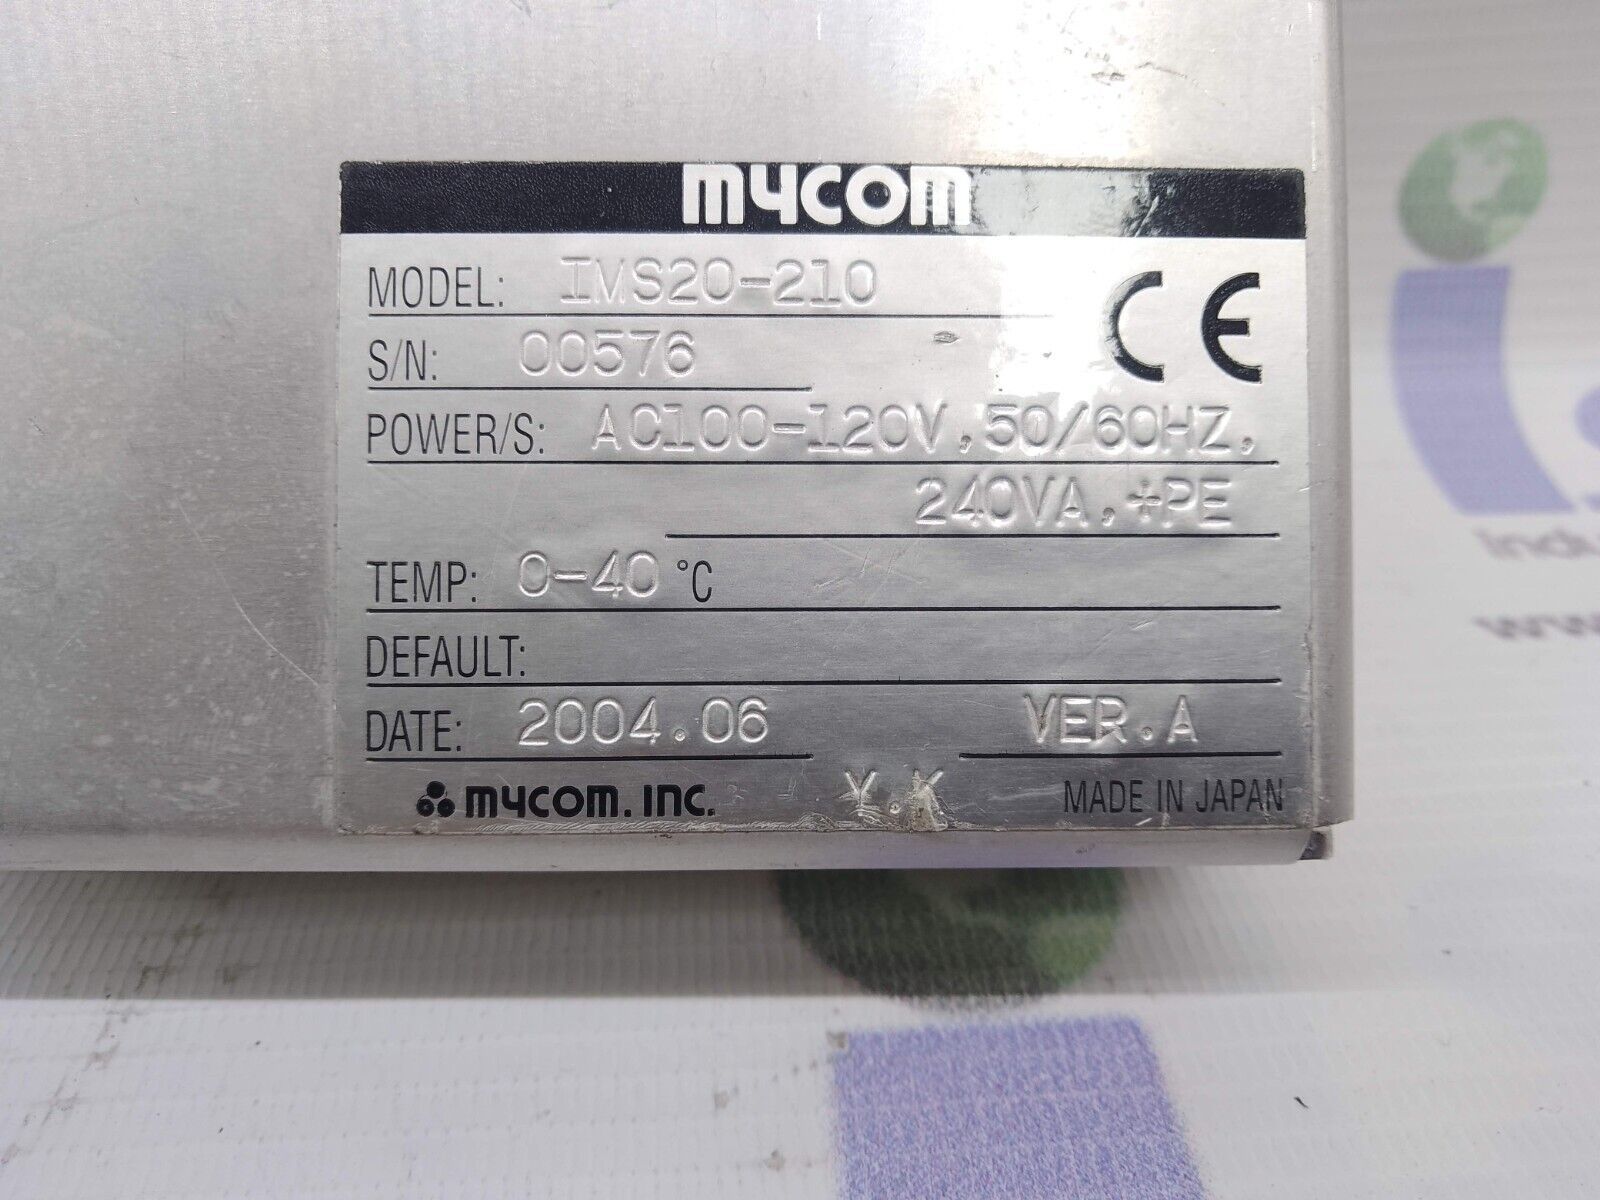 mycom
MODEL: IMS20-210
CE
S/N: 00576
POWER/S: AC100-120V,50/60HZ,
240VA,+PE
TEMP: 0-40 °C
DEFAULT:
DATE: 2004.06 VER.A
mycom. inc. Y.K MADE IN JAPAN